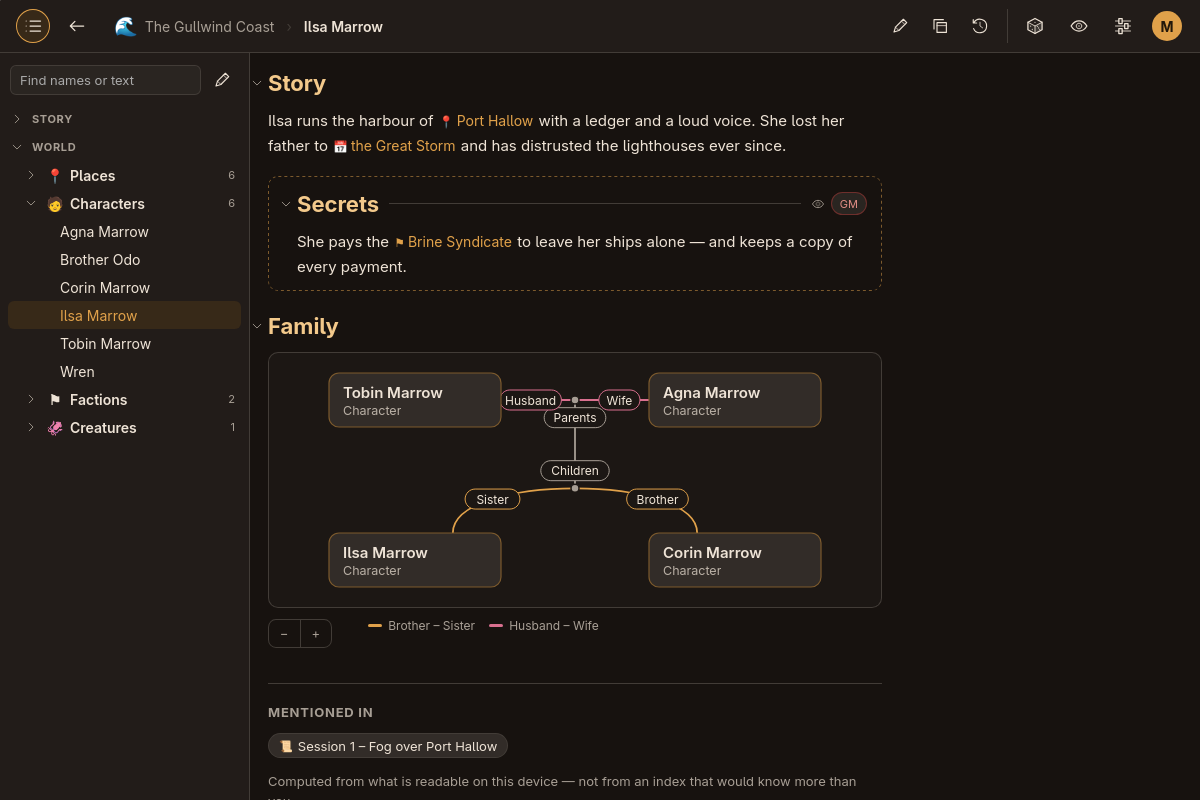 The Gullwind Coast › Ilsa Marrow
M
Find names or text
STORY
WORLD
Places 6
Characters 6
Agna Marrow
Brother Odo
Corin Marrow
Ilsa Marrow
Tobin Marrow
Wren
Factions 2
Creatures 1
Story
Ilsa runs the harbour of Port Hallow with a ledger and a loud voice. She lost her
father to the Great Storm and has distrusted the lighthouses ever since.
Secrets
GM
She pays the Brine Syndicate to leave her ships alone — and keeps a copy of
every payment.
Family
Tobin Marrow
Character
Husband
Wife
Agna Marrow
Character
Parents
Children
Sister
Brother
Ilsa Marrow
Character
Corin Marrow
Character
− +
Brother – Sister Husband – Wife
MENTIONED IN
Session 1 – Fog over Port Hallow
Computed from what is readable on this device — not from an index that would know more than